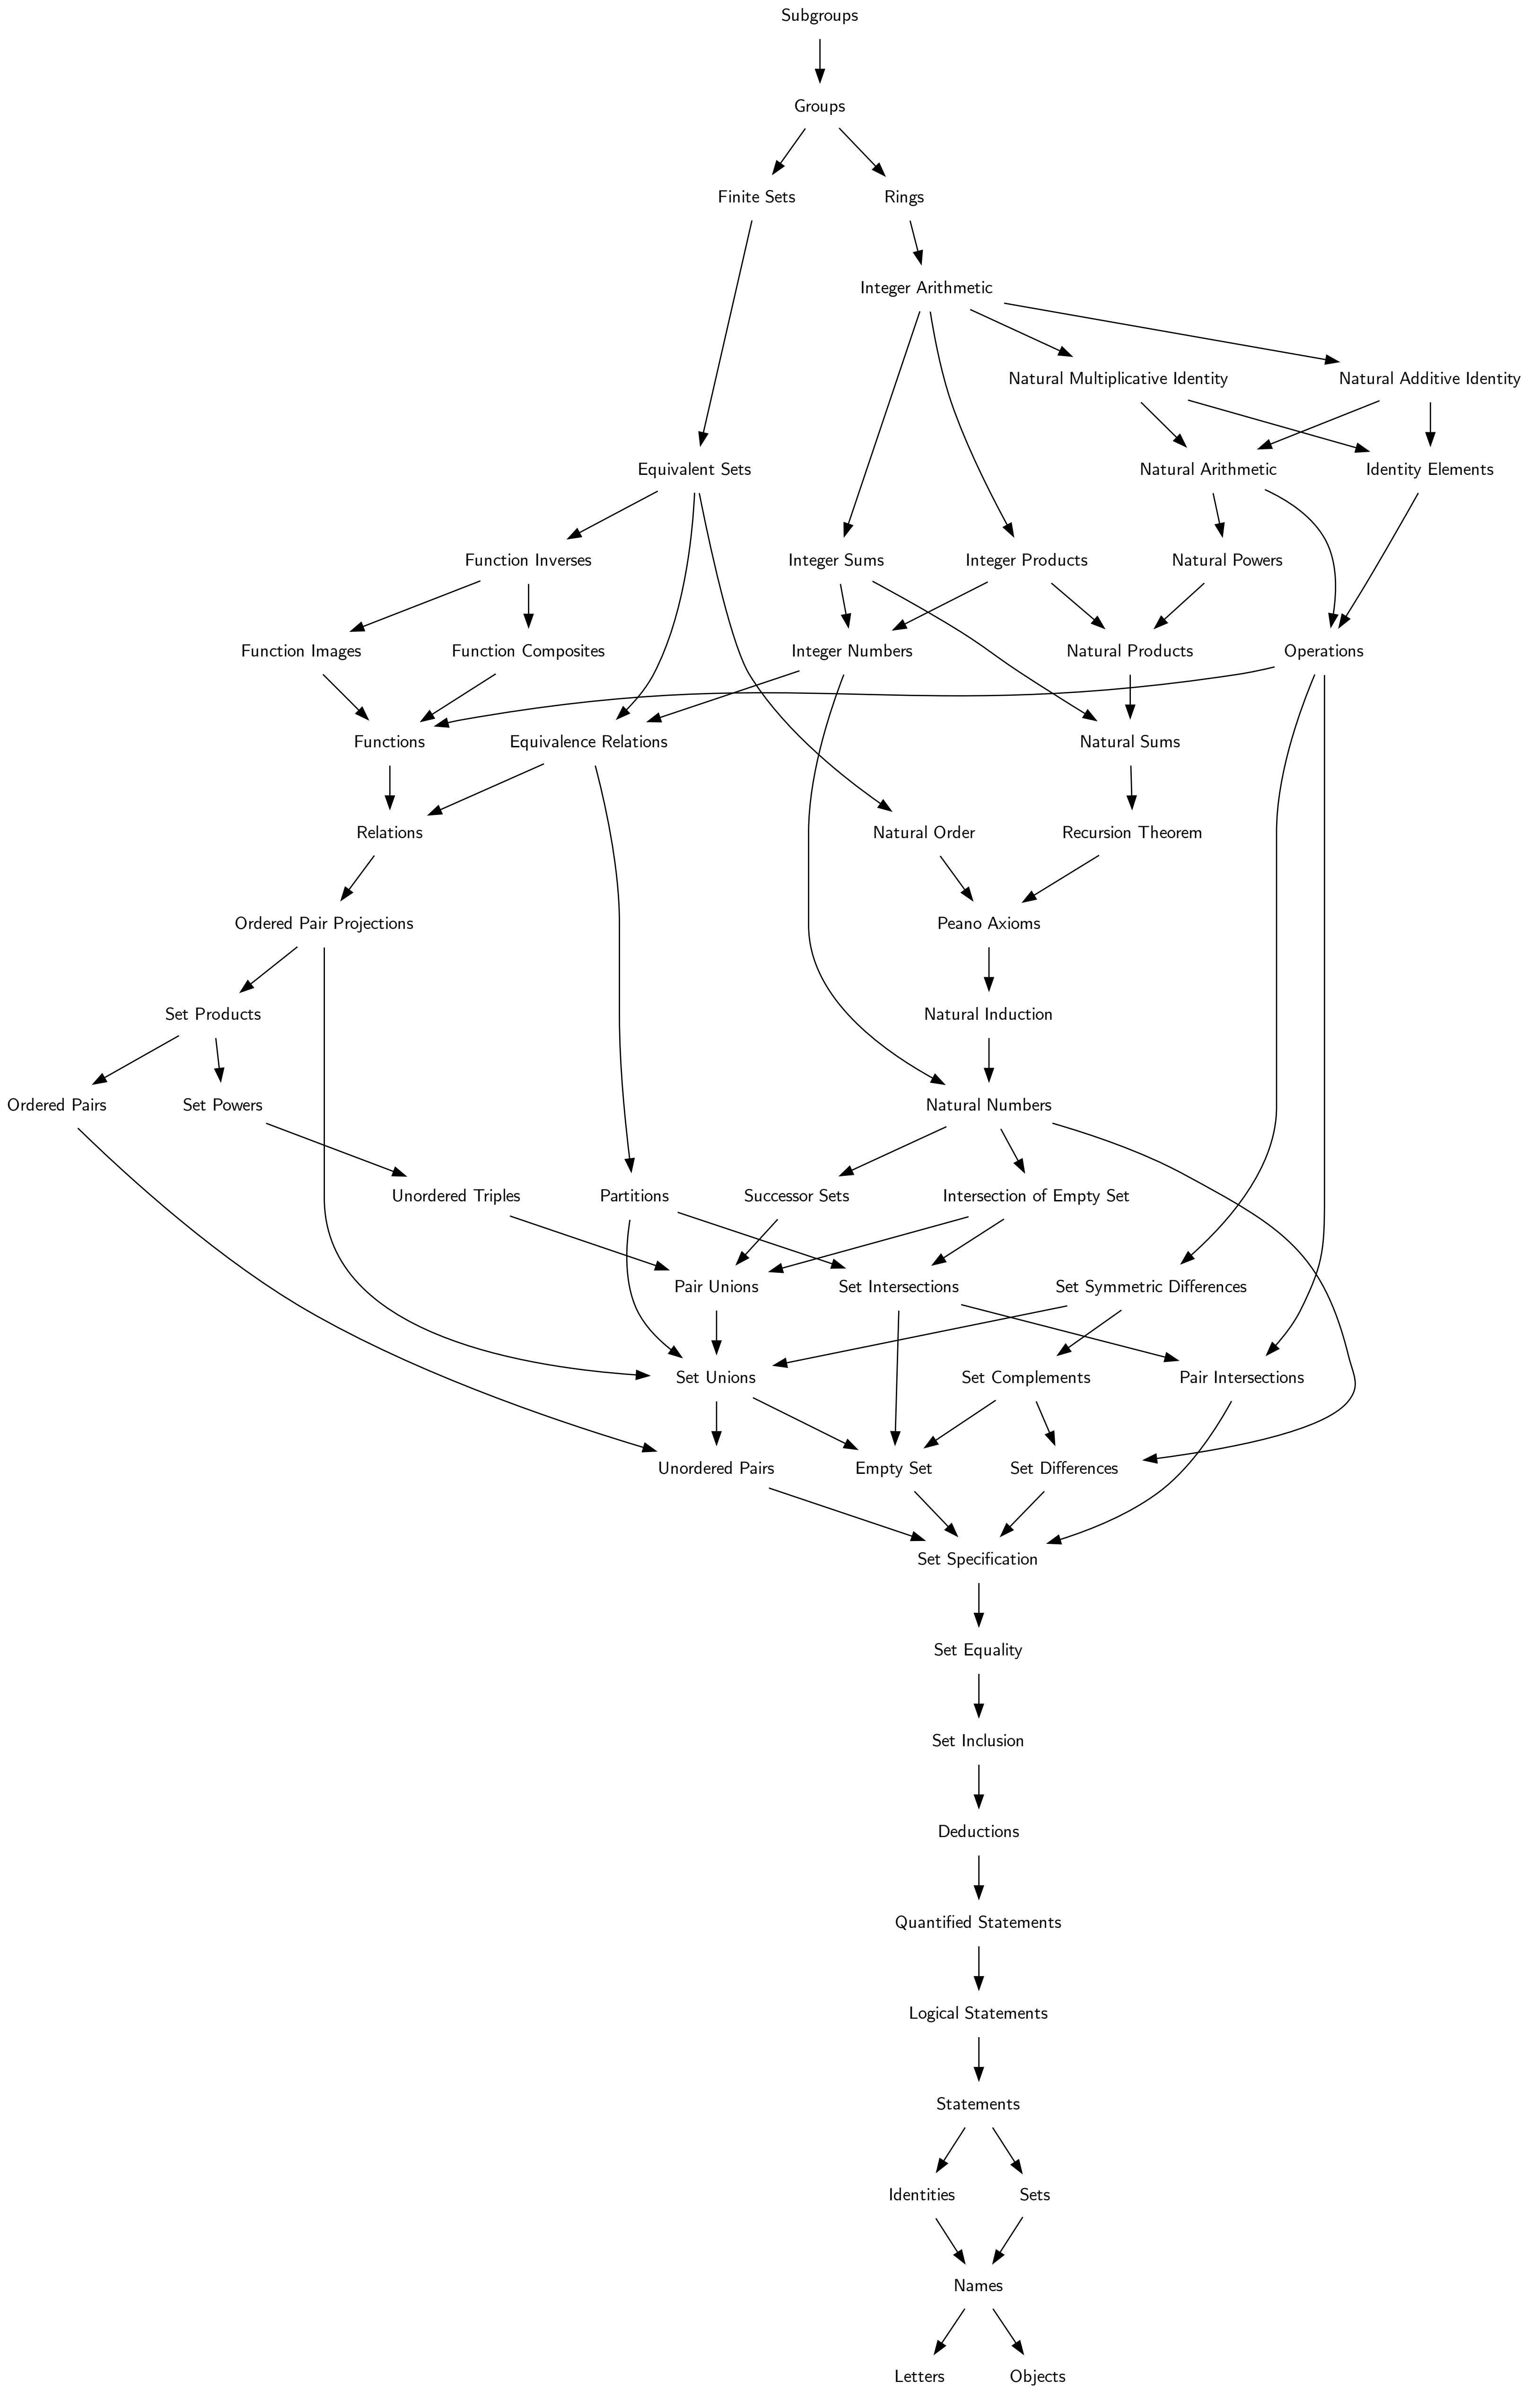 Subgroups
Groups
Finite Sets
Rings
Integer Arithmetic
Natural Multiplicative Identity
Natural Additive Identity
Equivalent Sets
Natural Arithmetic
Identity Elements
Function Inverses
Integer Sums
Integer Products
Natural Powers
Function Images
Function Composites
Integer Numbers
Natural Products
Operations
Functions
Equivalence Relations
Natural Sums
Relations
Natural Order
Recursion Theorem
Ordered Pair Projections
Peano Axioms
Set Products
Natural Induction
Ordered Pairs
Set Powers
Natural Numbers
Unordered Triples
Partitions
Successor Sets
Intersection of Empty Set
Pair Unions
Set Intersections
Set Symmetric Differences
Set Unions
Set Complements
Pair Intersections
Unordered Pairs
Empty Set
Set Differences
Set Specification
Set Equality
Set Inclusion
Deductions
Quantified Statements
Logical Statements
Statements
Identities
Sets
Names
Letters
Objects